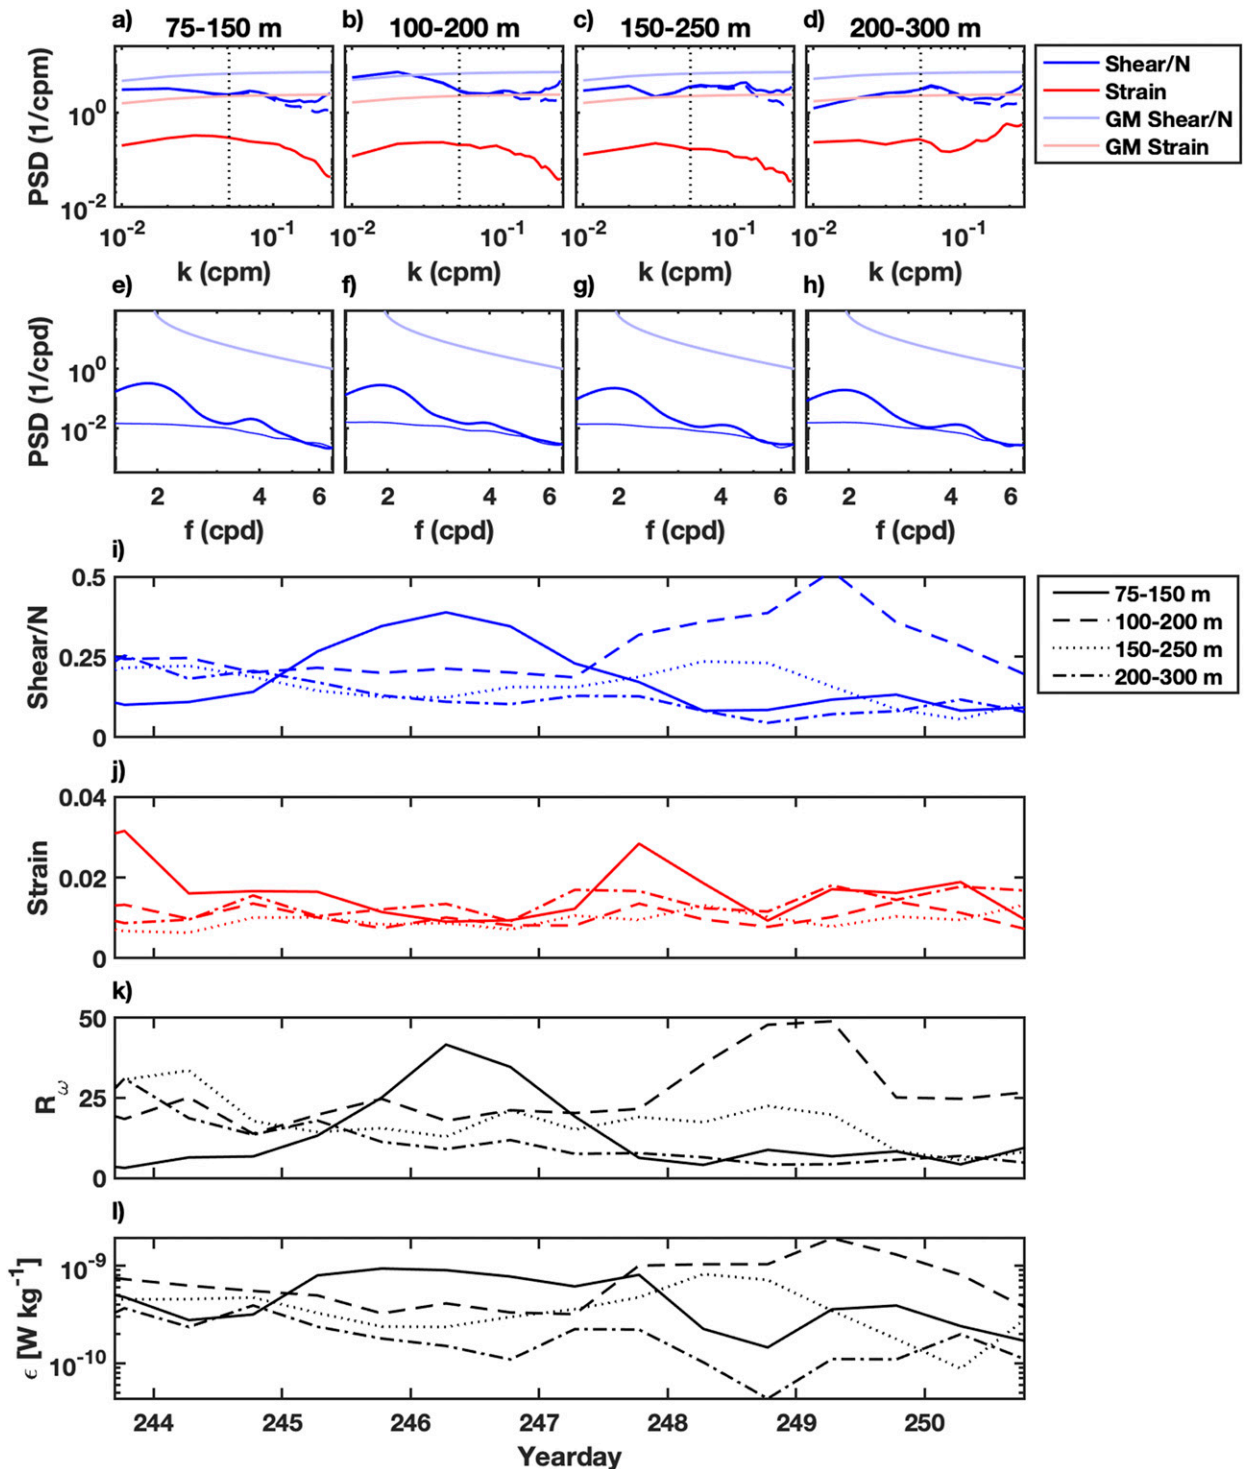 a) 75-150 m b) 100-200 m c) 150-250 m d) 200-300 m
PSD (1/cpm)
10^0
10^-2
10^-2 10^-1 10^-2 10^-1 10^-2 10^-1 10^-2 10^-1
k (cpm) k (cpm) k (cpm) k (cpm)
Shear/N
Strain
GM Shear/N
GM Strain
e) f) g) h)
PSD (1/cpd)
10^0
10^-2
2 4 6 2 4 6 2 4 6 2 4 6
f (cpd) f (cpd) f (cpd) f (cpd)
i)
Shear/N
0.5
0.25
0
75-150 m
100-200 m
150-250 m
200-300 m
j)
Strain
0.04
0.02
0
k)
R_ω
50
25
0
l)
ϵ [W kg^-1]
10^-9
10^-10
244 245 246 247 248 249 250
Yearday